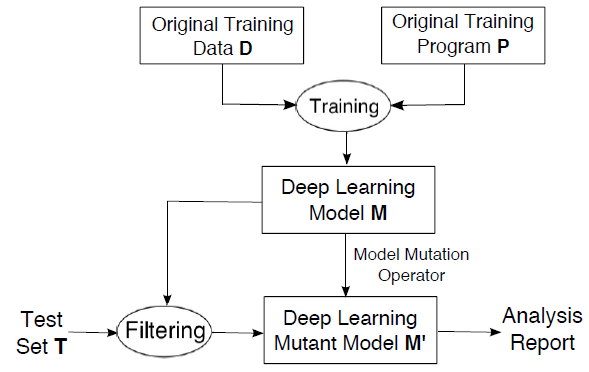 Original Training
Data D
Original Training
Program P
Training
Deep Learning
Model M
Model Mutation
Operator
Test
Set T
Filtering
Deep Learning
Mutant Model M'
Analysis
Report